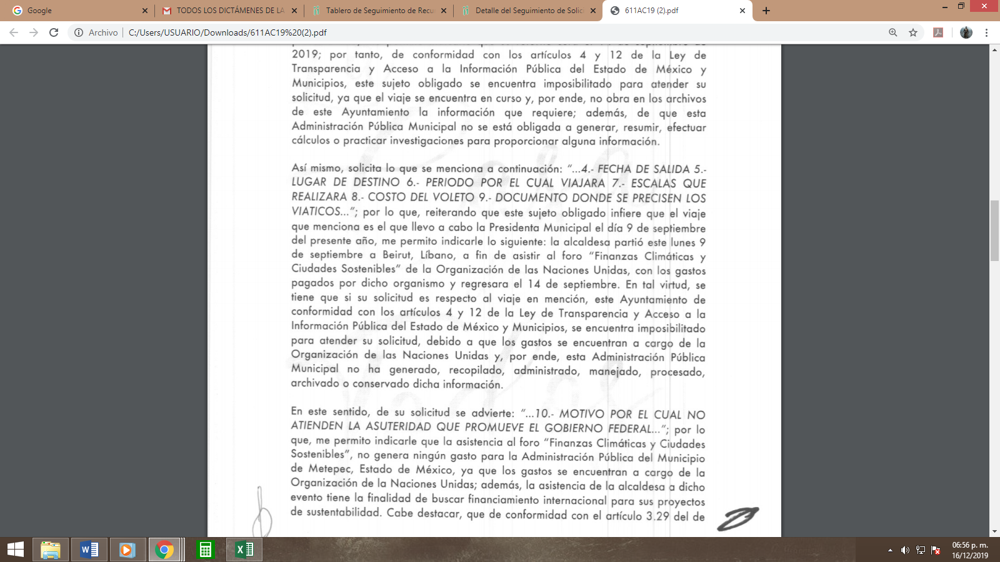 Google
TODOS LOS DICTÁMENES DE LA
Tablero de Seguimiento de Recu
Detalle del Seguimiento de Solici
611AC19 (2).pdf
Archivo
C:/Users/USUARIO/Downloads/611AC19%20(2).pdf
2019; por tanto, de conformidad con los artículos 4 y 12 de la Ley de
Transparencia y Acceso a la Información Pública del Estado de México y
Municipios, este sujeto obligado se encuentra imposibilitado para atender su
solicitud, ya que el viaje se encuentra en curso y, por ende, no obra en los archivos
de este Ayuntamiento la información que requiere; además, de que esta
Administración Pública Municipal no se está obligada a generar, resumir, efectuar
cálculos o practicar investigaciones para proporcionar alguna información.
Así mismo, solicita lo que se menciona a continuación: “...4.- FECHA DE SALIDA 5.-
LUGAR DE DESTINO 6.- PERIODO POR EL CUAL VIAJARA 7.- ESCALAS QUE
REALIZARA 8.- COSTO DEL VOLETO 9.- DOCUMENTO DONDE SE PRECISEN LOS
VIATICOS...”; por lo que, reiterando que este sujeto obligado infiere que el viaje
que menciona es el que llevo a cabo la Presidenta Municipal el día 9 de septiembre
del presente año, me permito indicarle lo siguiente: la alcaldesa partió este lunes 9
de septiembre a Beirut, Líbano, a fin de asistir al foro “Finanzas Climáticas y
Ciudades Sostenibles” de la Organización de las Naciones Unidas, con los gastos
pagados por dicho organismo y regresara el 14 de septiembre. En tal virtud, se
tiene que si su solicitud es respecto al viaje en mención, este Ayuntamiento de
conformidad con los artículos 4 y 12 de la Ley de Transparencia y Acceso a la
Información Pública del Estado de México y Municipios, se encuentra imposibilitado
para atender su solicitud, debido a que los gastos se encuentran a cargo de la
Organización de las Naciones Unidas y, por ende, esta Administración Pública
Municipal no ha generado, recopilado, administrado, manejado, procesado,
archivado o conservado dicha información.
En este sentido, de su solicitud se advierte: “...10.- MOTIVO POR EL CUAL NO
ATIENDEN LA ASUTERIDAD QUE PROMUEVE EL GOBIERNO FEDERAL...”; por lo
que, me permito indicarle que la asistencia al foro “Finanzas Climáticas y Ciudades
Sostenibles”, no genera ningún gasto para la Administración Pública del Municipio
de Metepec, Estado de México, ya que los gastos se encuentran a cargo de la
Organización de la Naciones Unidas; además, la asistencia de la alcaldesa a dicho
evento tiene la finalidad de buscar financiamiento internacional para sus proyectos
de sustentabilidad. Cabe destacar, que de conformidad con el artículo 3.29 del de
06:56 p. m.
16/12/2019